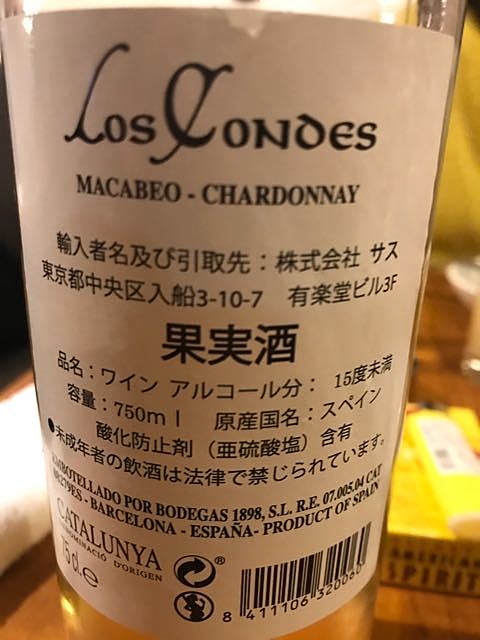 Los Condes
MACABEO - CHARDONNAY
輸入者名及び引取先：株式会社 サス
東京都中央区入船3-10-7 有楽堂ビル3F
果実酒
品名：ワイン アルコール分： 15度未満
容量：750ml 原産国名：スペイン
酸化防止剤（亜硫酸塩）含有
●未成年者の飲酒は法律で禁じられています。
EMBOTELLADO POR BODEGAS 1898, S.L. R.E. 07.005.04 CAT
BARCELONA - ESPAÑA- PRODUCT OF SPAIN
CATALUNYA
DENOMINACIÓ D'ORIGEN
75 cl. e
8 411106 320060
AMERICAN
SPIRIT